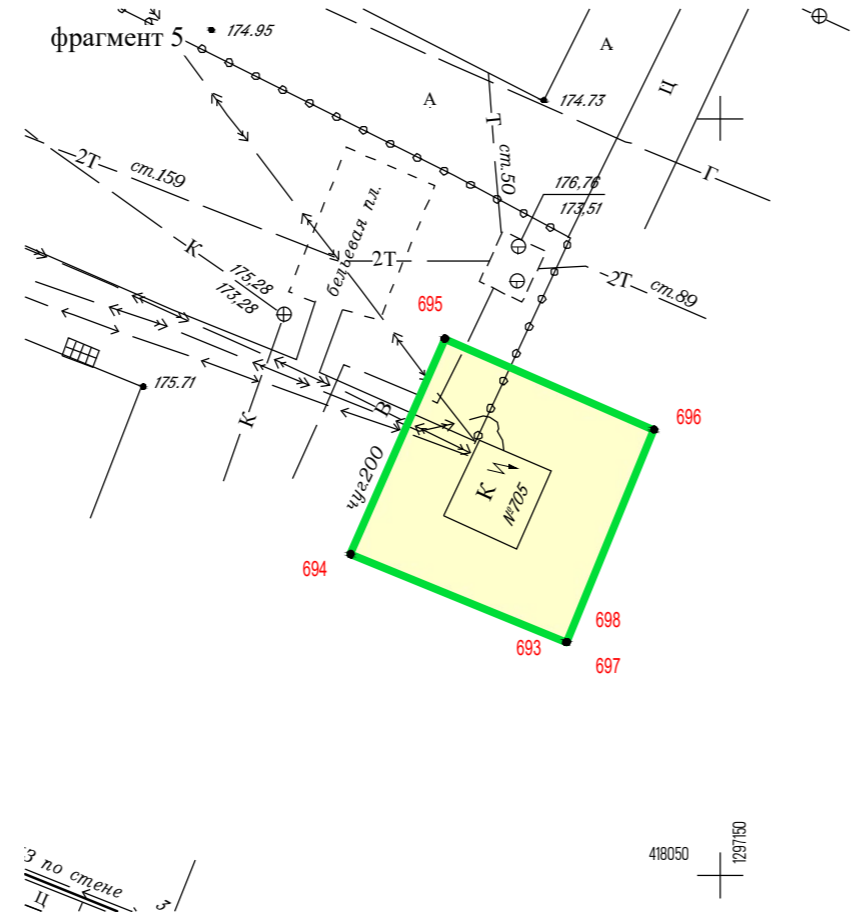 174.95
фрагмент 5
А
А
174.73
Ц
Т
ст.50
Г
2Т
ст.159
176,76
173,51
бельевая пл.
К
2Т
2Т
ст.89
175,28
173,28
695
175.71
696
К
В
чуг.200
К
№705
694
698
693
697
418050
1297150
по стене
Ц
3